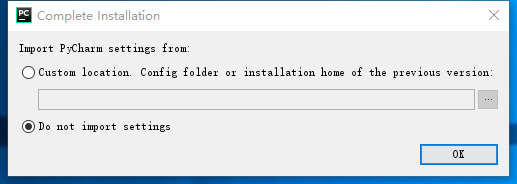 PC
Complete Installation
Import PyCharm settings from:
Custom location. Config folder or installation home of the previous version:
...
Do not import settings
OK